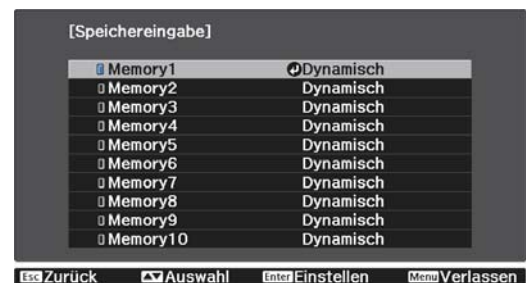 [Speichereingabe]
Memory1 Dynamisch
Memory2 Dynamisch
Memory3 Dynamisch
Memory4 Dynamisch
Memory5 Dynamisch
Memory6 Dynamisch
Memory7 Dynamisch
Memory8 Dynamisch
Memory9 Dynamisch
Memory10 Dynamisch
Esc Zurück Auswahl Enter Einstellen Menu Verlassen